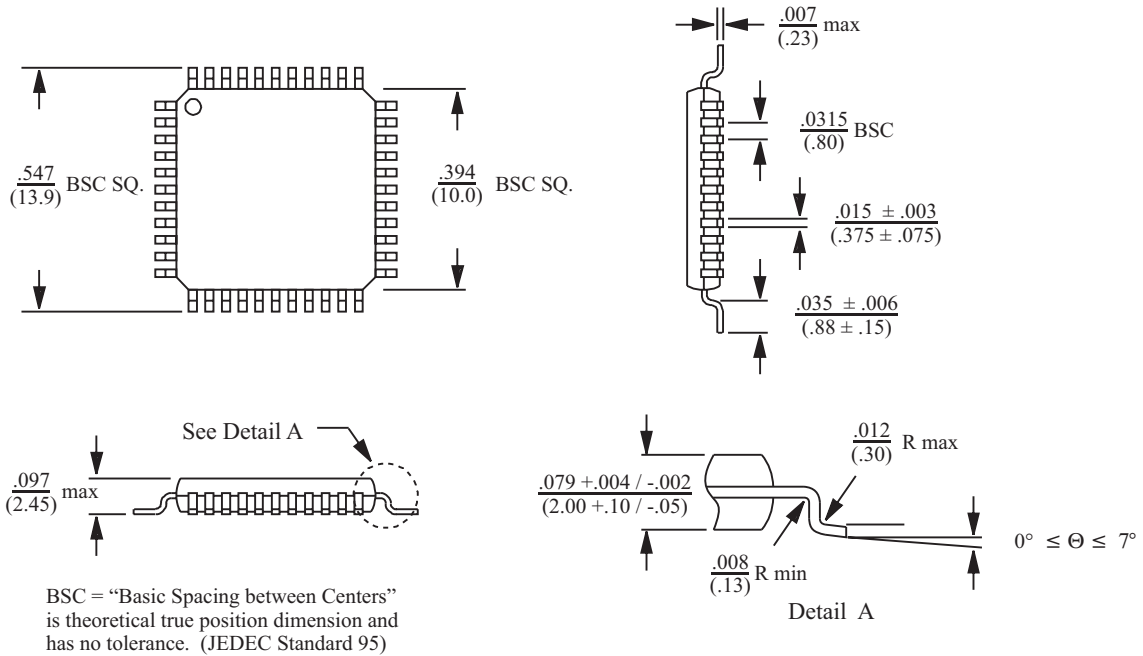 .007
(.23) max
.0315
(.80) BSC
.547
(13.9) BSC SQ.
.394
(10.0) BSC SQ.
.015 ± .003
(.375 ± .075)
.035 ± .006
(.88 ± .15)
See Detail A
.097
(2.45) max
.079 +.004 / -.002
(2.00 +.10 / -.05)
.012
(.30) R max
.008
(.13) R min
0° ≤ Θ ≤ 7°
Detail A
BSC = “Basic Spacing between Centers”
is theoretical true position dimension and
has no tolerance. (JEDEC Standard 95)